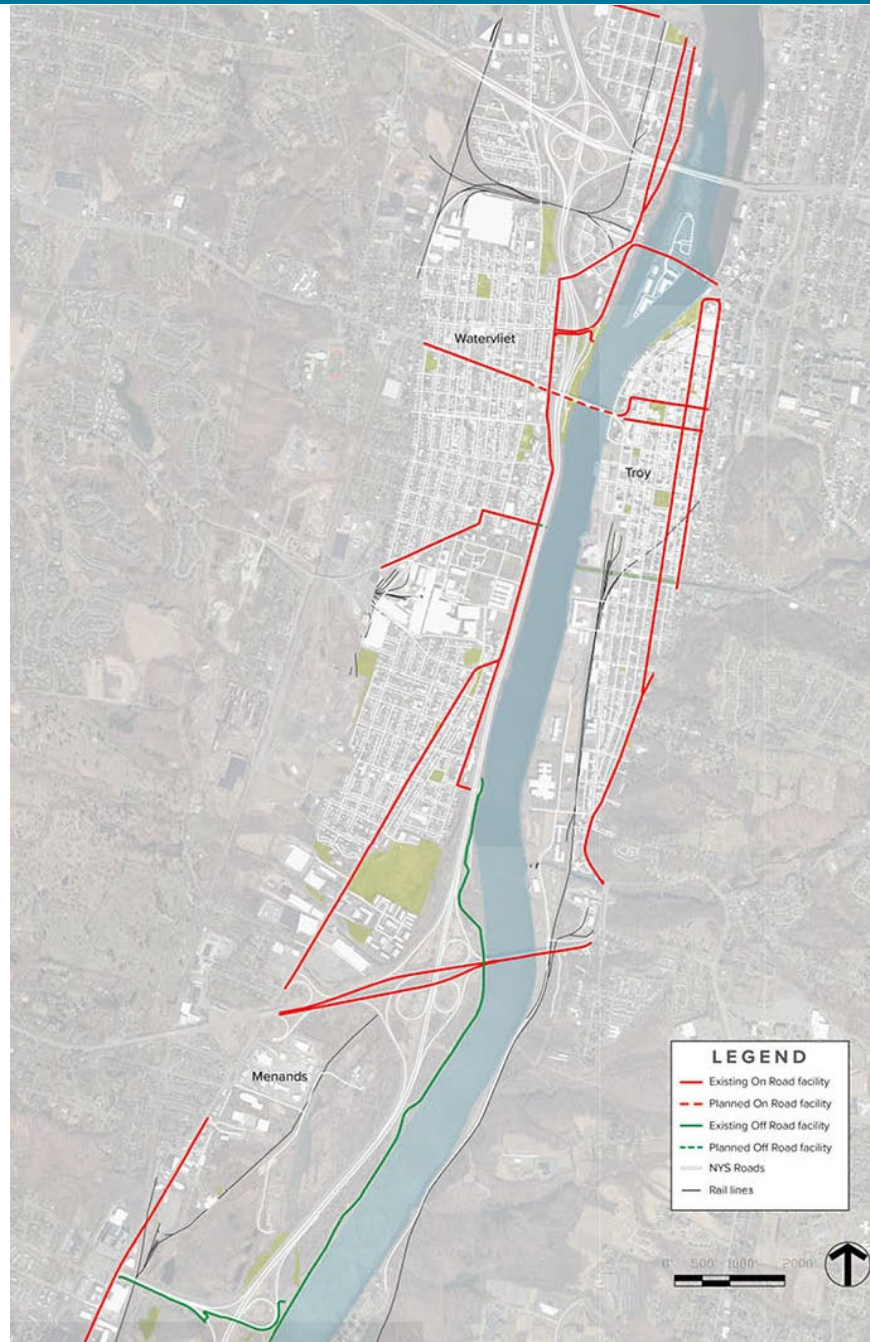 Watervliet
Troy
Menands
LEGEND
Existing On Road facility
Planned On Road facility
Existing Off Road facility
Planned Off Road facility
NYS Roads
Rail lines
0' 500' 1000' 2000'